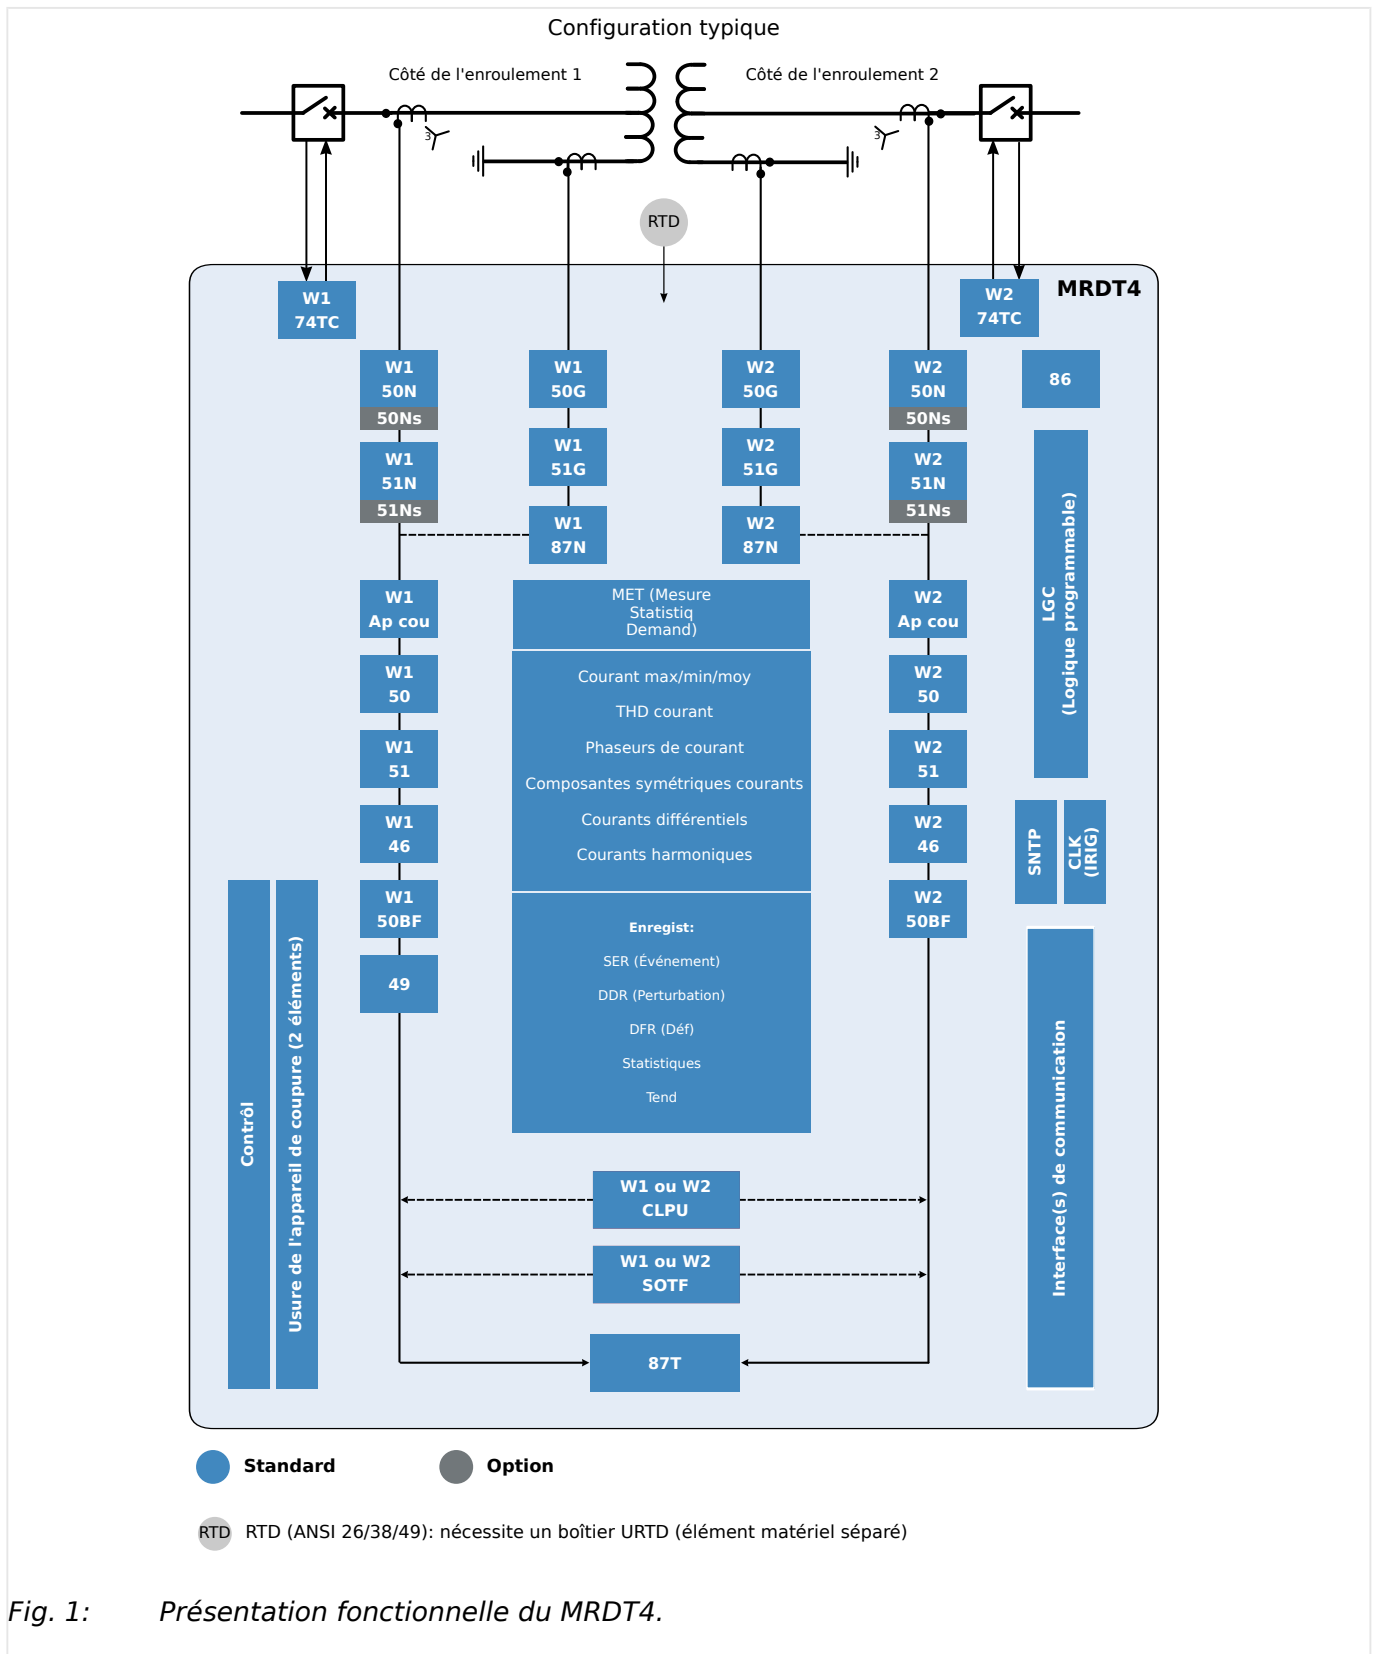 Configuration typique
Côté de l'enroulement 1
Côté de l'enroulement 2
3
3
RTD
MRDT4
W1
74TC
W2
74TC
W1
50N
50Ns
W1
50G
W2
50G
W2
50N
50Ns
86
W1
51N
51Ns
W1
51G
W2
51G
W2
51N
51Ns
W1
87N
W2
87N
LGC
(Logique programmable)
W1
Ap cou
MET (Mesure
Statistiq
Demand)
W2
Ap cou
W1
50
Courant max/min/moy
THD courant
Phaseurs de courant
Composantes symétriques courants
Courants différentiels
Courants harmoniques
W2
50
W1
51
W2
51
W1
46
W2
46
SNTP
CLK
(IRIG)
W1
50BF
W2
50BF
49
Enregist:
SER (Événement)
DDR (Perturbation)
DFR (Déf)
Statistiques
Tend
Contrôl
Usure de l'appareil de coupure (2 éléments)
Interface(s) de communication
W1 ou W2
CLPU
W1 ou W2
SOTF
87T
Standard
Option
RTD
RTD (ANSI 26/38/49): nécessite un boîtier URTD (élément matériel séparé)
Fig. 1: Présentation fonctionnelle du MRDT4.